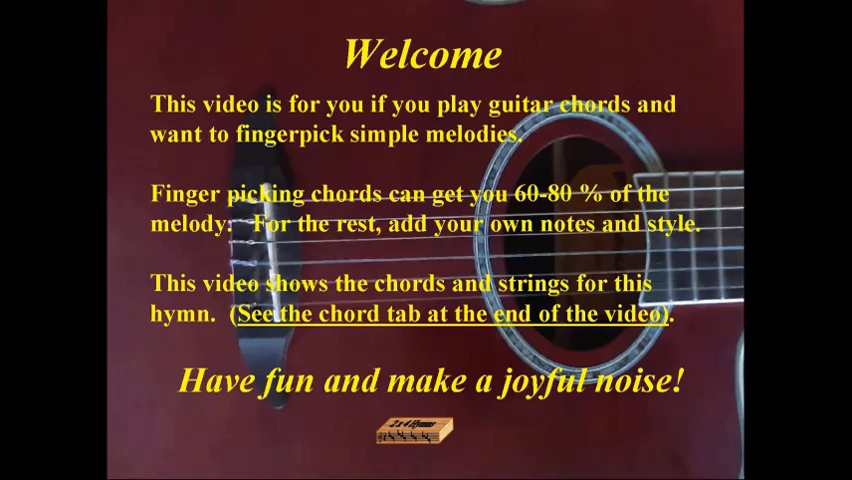 Welcome
This video is for you if you play guitar chords and
want to fingerpick simple melodies.
Finger picking chords can get you 60-80 % of the
melody.   For the rest, add your own notes and style.
This video shows the chords and strings for this
hymn.  (See the chord tab at the end of the video).
Have fun and make a joyful noise!
2 x 4 Hymns